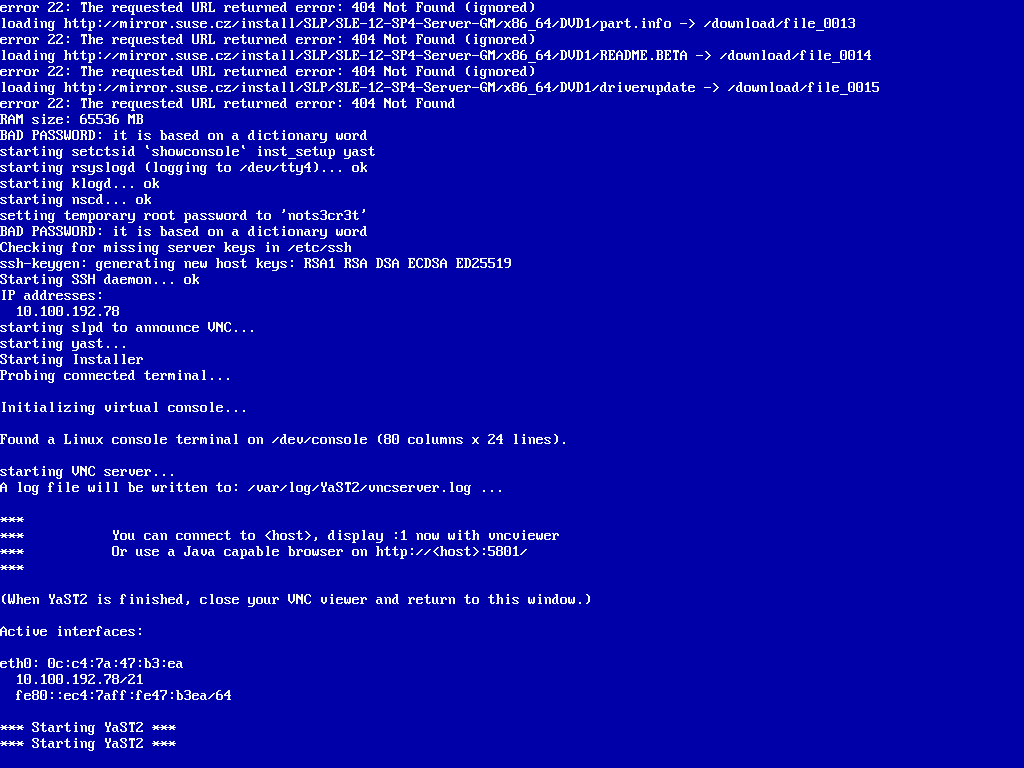 error 22: The requested URL returned error: 404 Not Found (ignored)
loading http://mirror.suse.cz/install/SLP/SLE-12-SP4-Server-GM/x86_64/DVD1/part.info -> /download/file_0013
error 22: The requested URL returned error: 404 Not Found (ignored)
loading http://mirror.suse.cz/install/SLP/SLE-12-SP4-Server-GM/x86_64/DVD1/README.BETA -> /download/file_0014
error 22: The requested URL returned error: 404 Not Found (ignored)
loading http://mirror.suse.cz/install/SLP/SLE-12-SP4-Server-GM/x86_64/DVD1/driverupdate -> /download/file_0015
error 22: The requested URL returned error: 404 Not Found
RAM size: 65536 MB
BAD PASSWORD: it is based on a dictionary word
starting setctsid `showconsole` inst_setup yast
starting rsyslogd (logging to /dev/tty4)... ok
starting klogd... ok
starting nscd... ok
setting temporary root password to 'nots3cr3t'
BAD PASSWORD: it is based on a dictionary word
Checking for missing server keys in /etc/ssh
ssh-keygen: generating new host keys: RSA1 RSA DSA ECDSA ED25519
Starting SSH daemon... ok
IP addresses:
  10.100.192.78
starting slpd to announce VNC...
starting yast...
Starting Installer
Probing connected terminal...

Initializing virtual console...

Found a Linux console terminal on /dev/console (80 columns x 24 lines).

starting VNC server...
A log file will be written to: /var/log/YaST2/vncserver.log ...

***
***           You can connect to <host>, display :1 now with vncviewer
***           Or use a Java capable browser on http://<host>:5801/
***

(When YaST2 is finished, close your VNC viewer and return to this window.)

Active interfaces:

eth0: 0c:c4:7a:47:b3:ea
  10.100.192.78/21
  fe80::ec4:7aff:fe47:b3ea/64

*** Starting YaST2 ***
*** Starting YaST2 ***